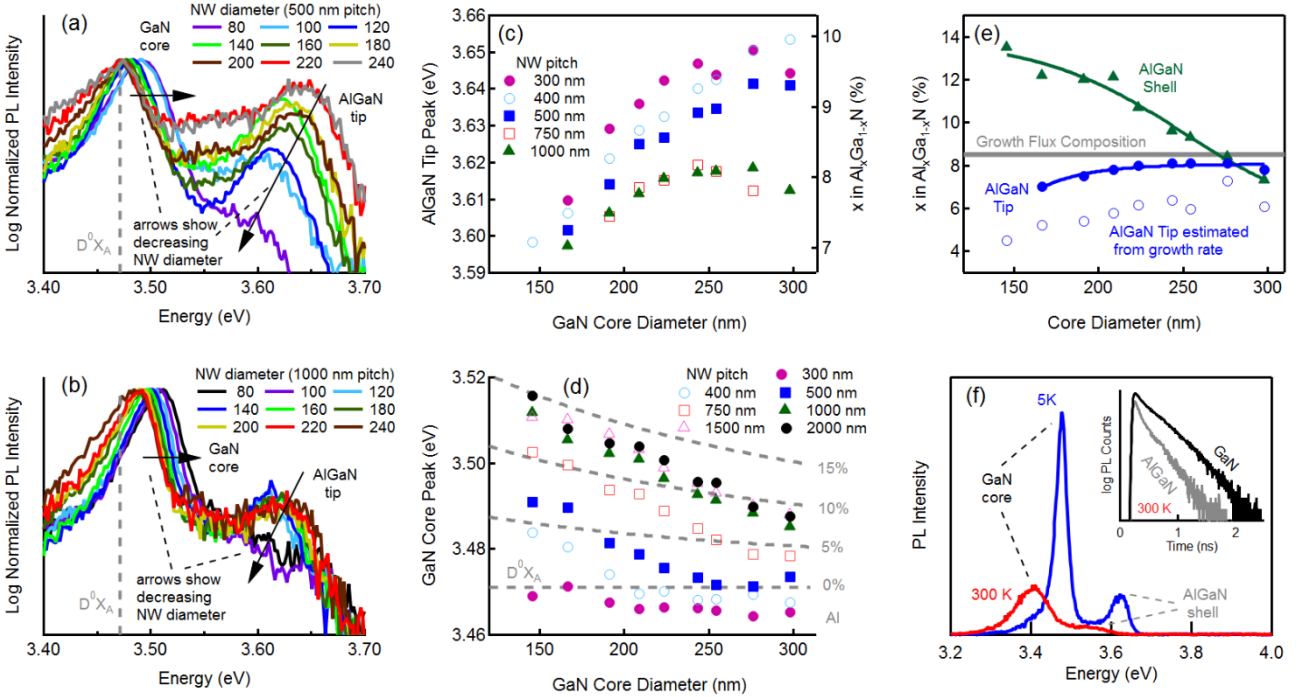 (a)
NW diameter (500 nm pitch)
80 100 120
140 160 180
200 220 240
GaN
core
AlGaN
tip
arrows show
decreasing
NW diameter
D⁰X_A
Log Normalized PL Intensity
3.40 3.50 3.60 3.70
Energy (eV)
(c)
NW pitch
300 nm
400 nm
500 nm
750 nm
1000 nm
AlGaN Tip Peak (eV)
3.66
3.65
3.64
3.63
3.62
3.61
3.60
3.59
10
9
8
7
x in AlₓGa₁₋ₓN (%)
150 200 250 300
GaN Core Diameter (nm)
(e)
AlGaN
Shell
Growth Flux Composition
AlGaN
Tip
AlGaN Tip estimated
from growth rate
x in AlₓGa₁₋ₓN (%)
14
12
10
8
6
4
150 200 250 300
Core Diameter (nm)
(b)
NW diameter (1000 nm pitch)
80 100 120
140 160 180
200 220 240
GaN
core
AlGaN
tip
arrows show
decreasing
NW diameter
D⁰X_A
Log Normalized PL Intensity
3.40 3.50 3.60 3.70
Energy (eV)
(d)
NW pitch
300 nm
400 nm 500 nm
750 nm 1000 nm
1500 nm 2000 nm
15%
10%
5%
0%
Al
D⁰X_A
GaN Core Peak (eV)
3.52
3.50
3.48
3.46
150 200 250 300
GaN Core Diameter (nm)
(f)
5K
GaN
core
300 K
AlGaN
shell
PL Intensity
3.2 3.4 3.6 3.8 4.0
Energy (eV)
log PL Counts
GaN
AlGaN
300 K
0 1 2
Time (ns)